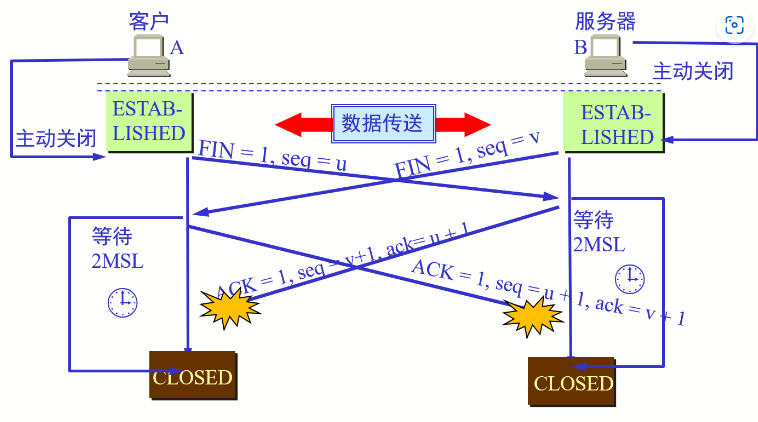 客户
A
服务器
B
主动关闭
主动关闭
ESTAB-
LISHED
数据传送
ESTAB-
LISHED
FIN = 1, seq = u
FIN = 1, seq = v
等待
2MSL
等待
2MSL
ACK = 1, seq = v+1, ack= u + 1
ACK = 1, seq = u + 1, ack = v + 1
CLOSED
CLOSED